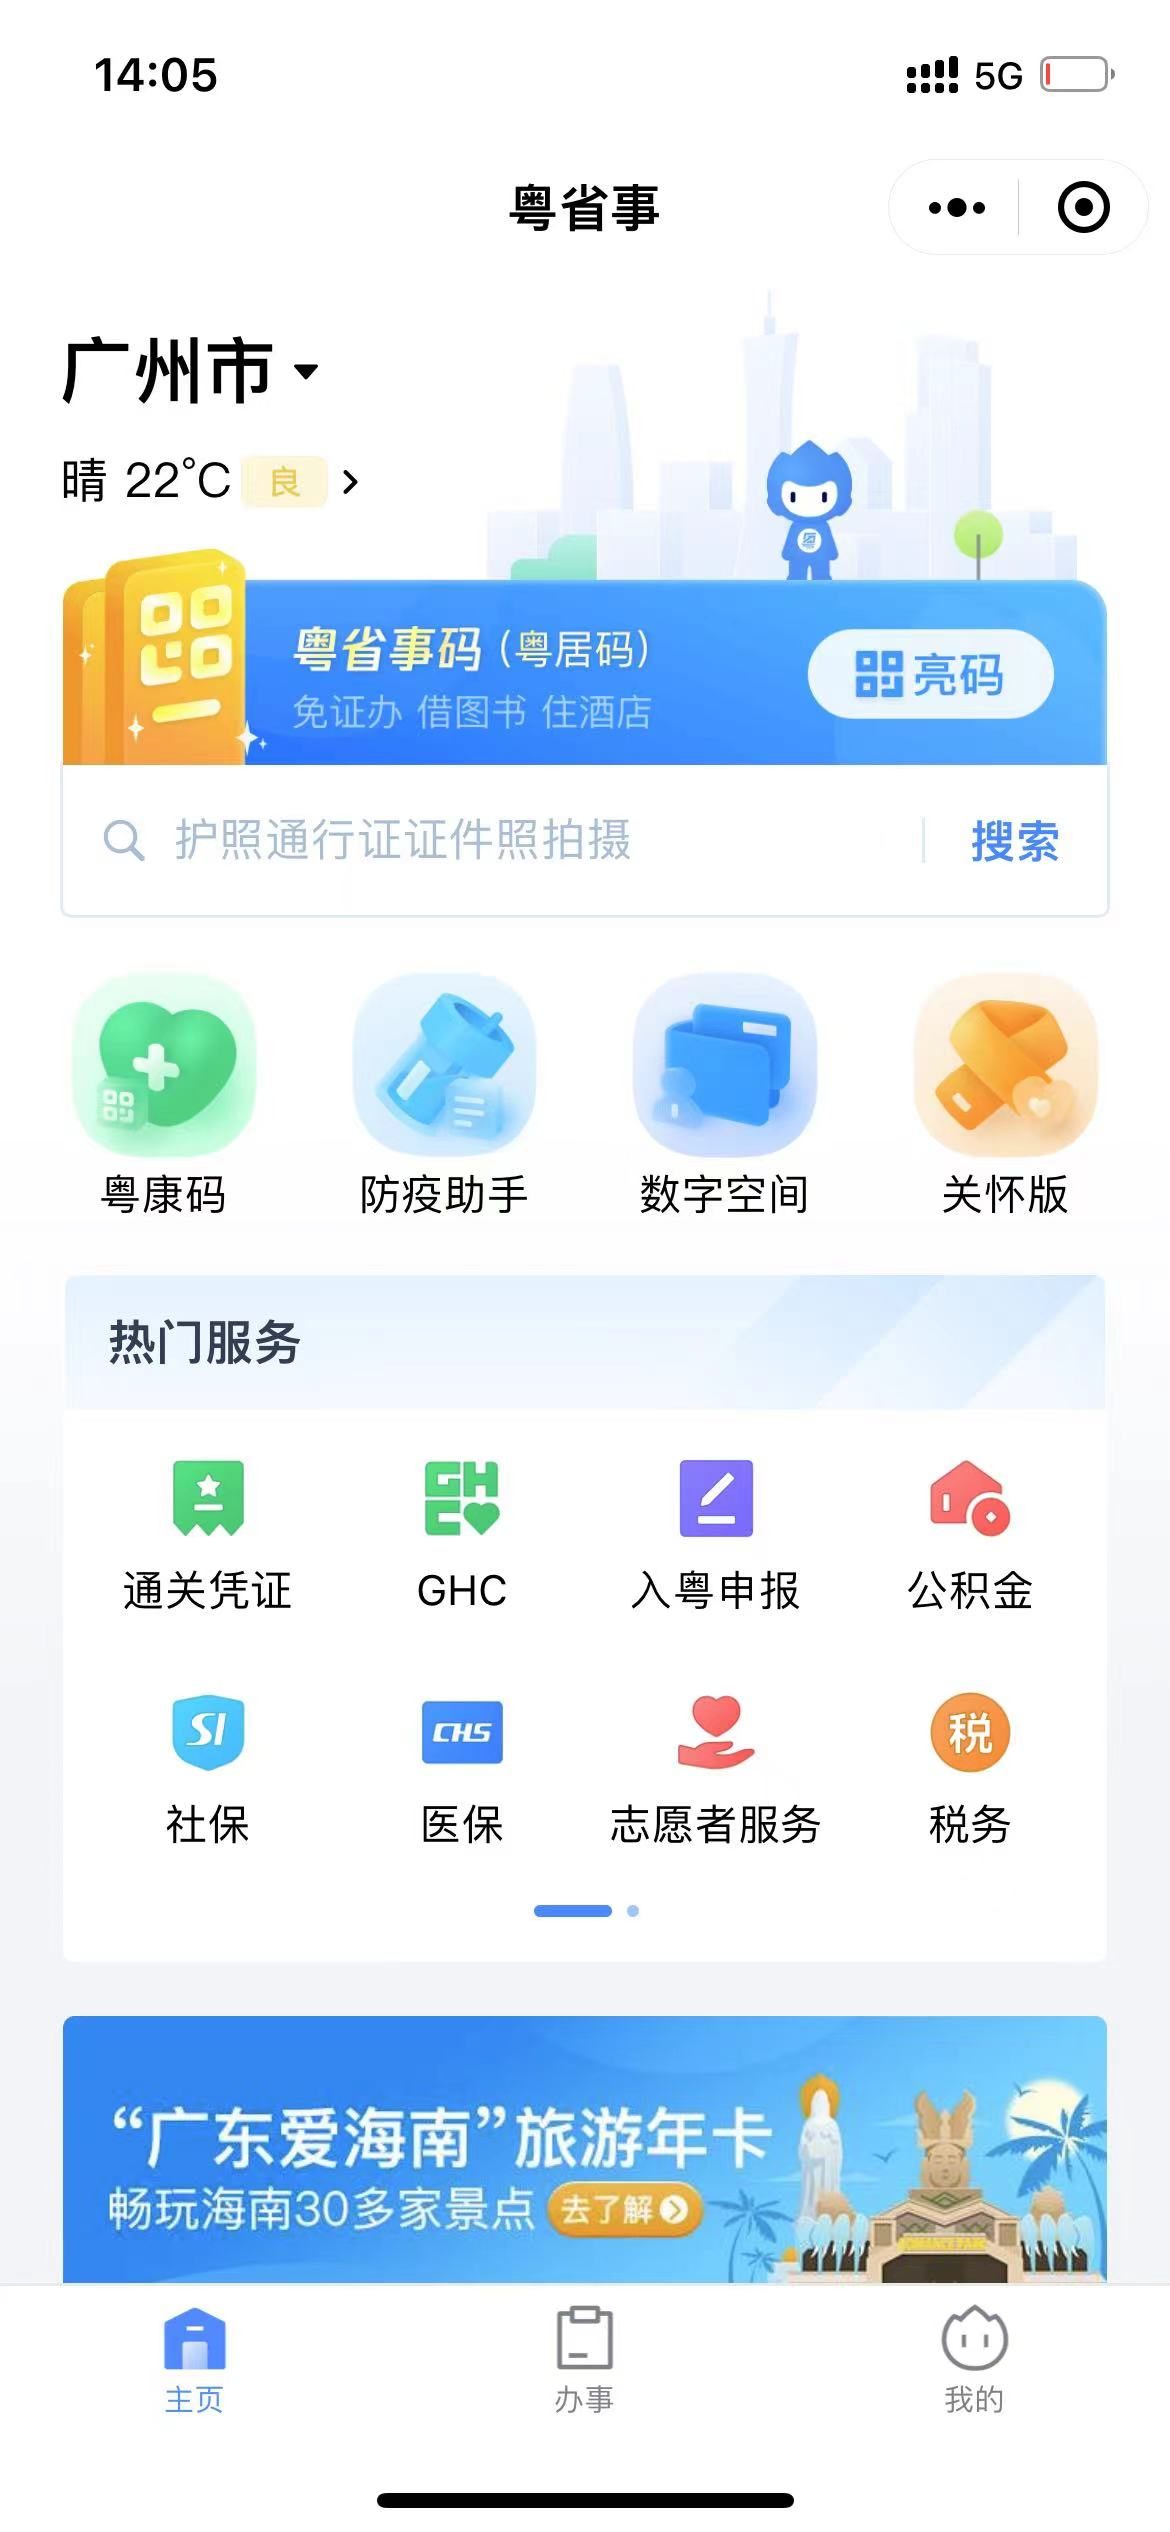 14:05 5G
粤省事
广州市
晴 22°C 良
粤省事码（粤居码）
免证办 借图书 住酒店
亮码
护照通行证证件照拍摄 搜索
粤康码 防疫助手 数字空间 关怀版
热门服务
GHC
通关凭证 GHC 入粤申报 公积金
SI CHS 税
社保 医保 志愿者服务 税务
“广东爱海南”旅游年卡
畅玩海南30多家景点 去了解
ROMANCE PARK
主页 办事 我的